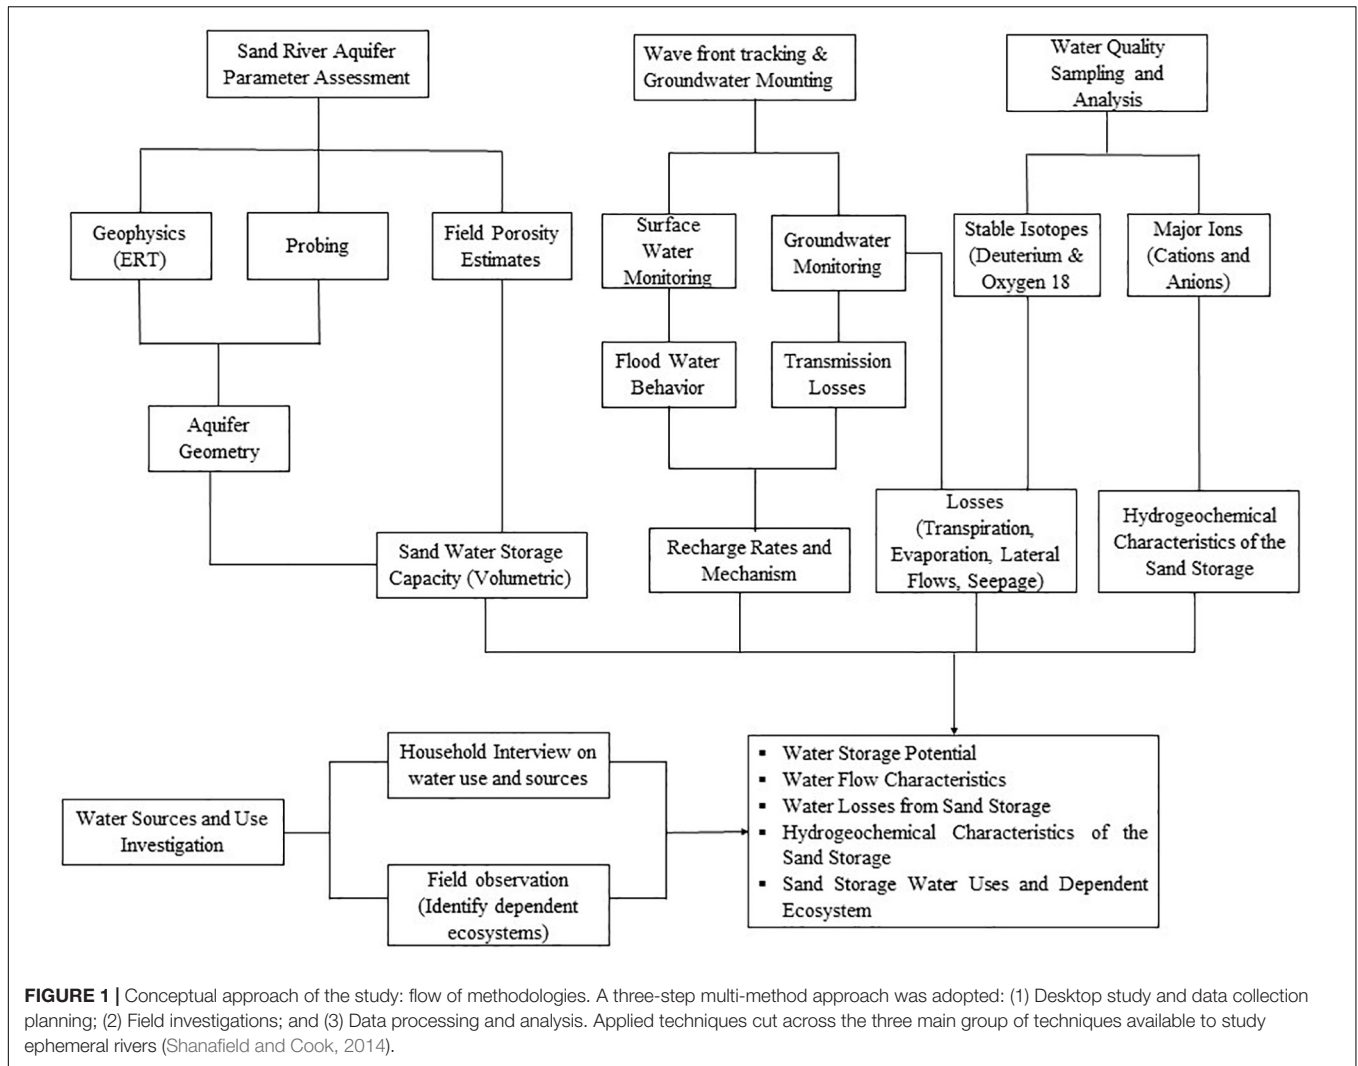 Sand River Aquifer
Parameter Assessment
Wave front tracking &
Groundwater Mounting
Water Quality
Sampling and
Analysis
Geophysics
(ERT)
Probing
Field Porosity
Estimates
Surface
Water
Monitoring
Groundwater
Monitoring
Stable Isotopes
(Deuterium &
Oxygen 18
Major Ions
(Cations and
Anions)
Flood Water
Behavior
Transmission
Losses
Aquifer
Geometry
Sand Water Storage
Capacity (Volumetric)
Recharge Rates and
Mechanism
Losses
(Transpiration,
Evaporation, Lateral
Flows, Seepage)
Hydrogeochemical
Characteristics of the
Sand Storage
Water Sources and Use
Investigation
Household Interview on
water use and sources
Field observation
(Identify dependent
ecosystems)
▪ Water Storage Potential
▪ Water Flow Characteristics
▪ Water Losses from Sand Storage
▪ Hydrogeochemical Characteristics of the
Sand Storage
▪ Sand Storage Water Uses and Dependent
Ecosystem
FIGURE 1 | Conceptual approach of the study: flow of methodologies. A three-step multi-method approach was adopted: (1) Desktop study and data collection
planning; (2) Field investigations; and (3) Data processing and analysis. Applied techniques cut across the three main group of techniques available to study
ephemeral rivers (Shanafield and Cook, 2014).